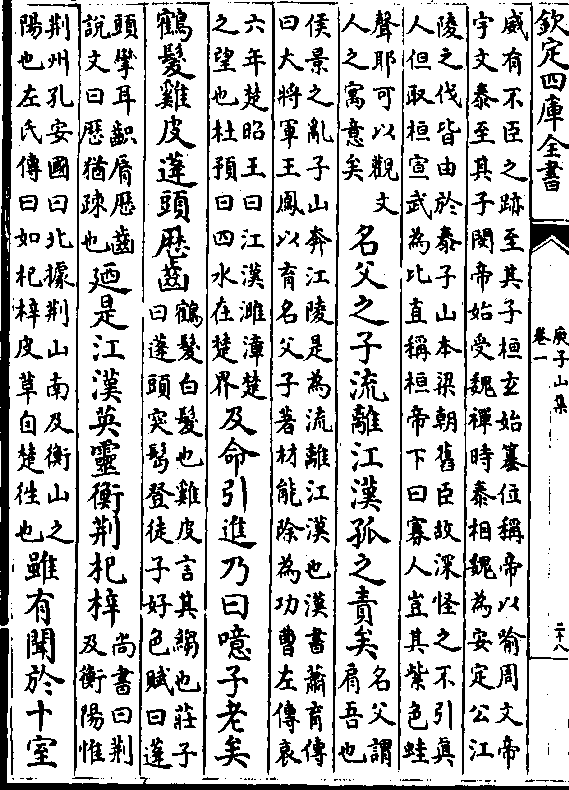 欽定四庫全書
庾子山集
卷一
二十八
威有不臣之跡至其子桓玄始簒位稱帝以喻周文帝
宇文泰至其子閔帝始受魏禪時泰相魏為安定公江
陵之伐皆由於泰子山本梁朝舊臣故深怪之不引真
人但取桓宣武為比直稱桓帝下曰寡人豈其紫色蛙
聲耶可以觀文
人之寓意矣
名父之子流離江漢孤之責矣
名父謂
肩吾也
侯景之亂子山奔江陵是為流離江漢也漢書蕭育傳
曰大將軍王鳳以育名父子著材能除為功曹左傳哀
六年楚昭王曰江漢濉漳楚
之望也杜預曰四水在楚界
及命引進乃曰噫子老矣
鶴髮雞皮蓬頭歷齒
鶴髮白髮也雞皮言其縐也莊子
曰蓬頭突鬢登徒子好色賦曰蓬
頭攣耳齞脣歷齒
說文曰歷猶疎也
廼是江漢英靈衡荆杞梓
尚書曰荆
及衡陽惟
荆州孔安國曰北據荆山南及衡山之
陽也左氏傳曰如杞梓皮革自楚徃也
雖有聞於十室